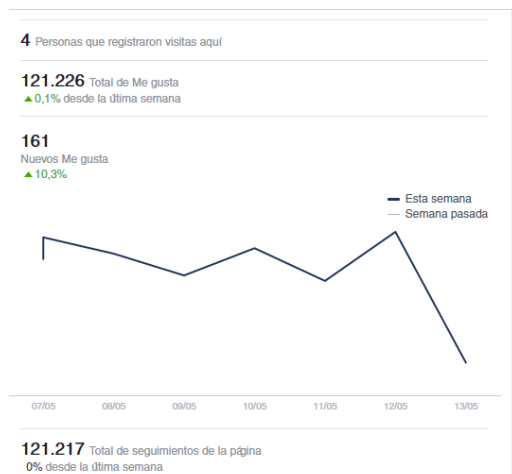 4 Personas que registraron visitas aquí
121.226 Total de Me gusta
0,1% desde la última semana
161
Nuevos Me gusta
10,3%
Esta semana
Semana pasada
07/05 08/05 09/05 10/05 11/05 12/05 13/05
121.217 Total de seguimientos de la página
0% desde la última semana